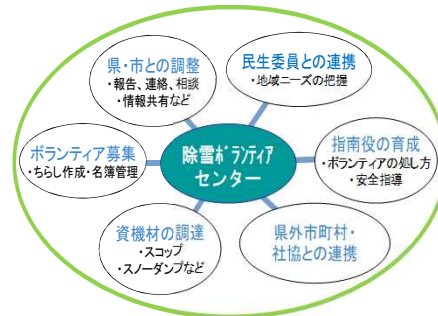 県・市との調整
・報告、連絡、相談
・情報共有など
民生委員との連携
・地域ニーズの把握
ボランティア募集
・ちらし作成・名簿管理
除雪ﾎﾞﾗﾝﾃｨｱ
センター
指南役の育成
・ボランティアの処し方
・安全指導
資機材の調達
・スコップ
・スノーダンプなど
県外市町村・
社協との連携